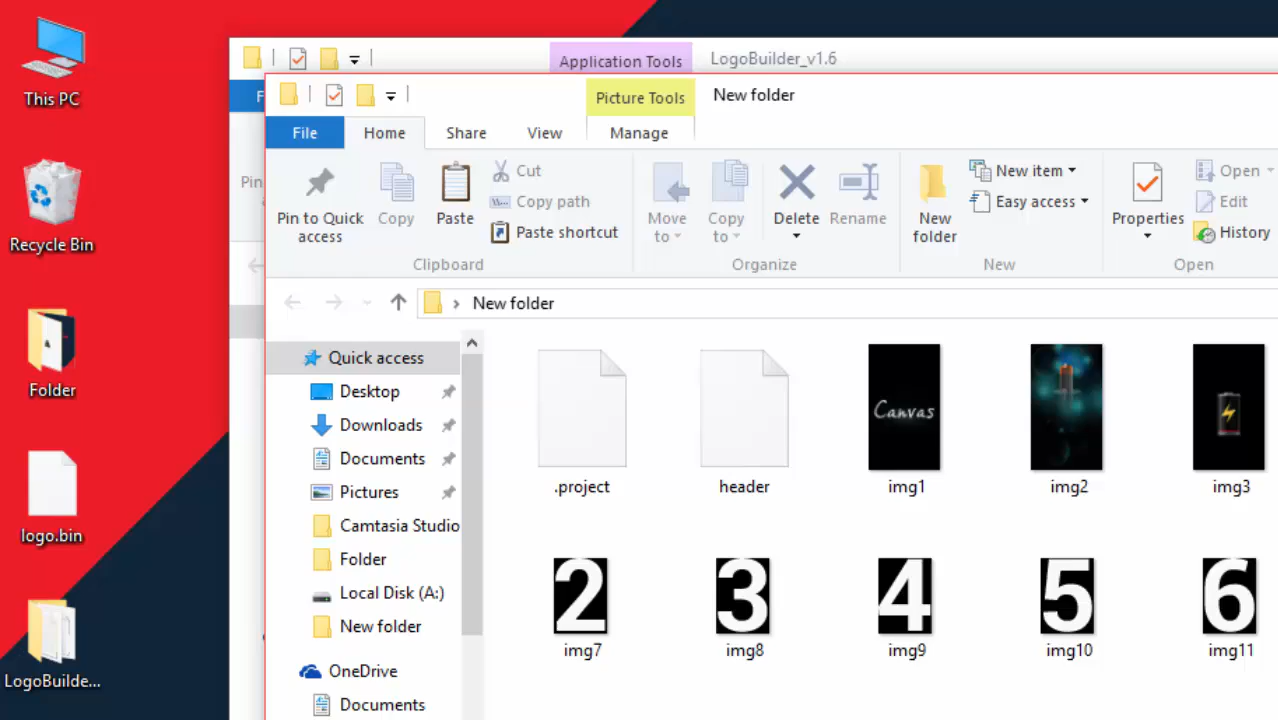 This PC
Recycle Bin
Folder
logo.bin
LogoBuilde...
Application Tools
LogoBuilder_v1.6
F
Pin
Picture Tools
New folder
File
Home
Share
View
Manage
Pin to Quick access
Copy
Paste
Cut
Copy path
Paste shortcut
Clipboard
Move to
Copy to
Delete
Rename
Organize
New folder
New item
Easy access
New
Properties
Open
Edit
History
Open
New folder
Quick access
Desktop
Downloads
Documents
Pictures
Camtasia Studio
Folder
Local Disk (A:)
New folder
OneDrive
Documents
.project
header
Canvas
img1
img2
img3
2
3
4
5
6
img7
img8
img9
img10
img11